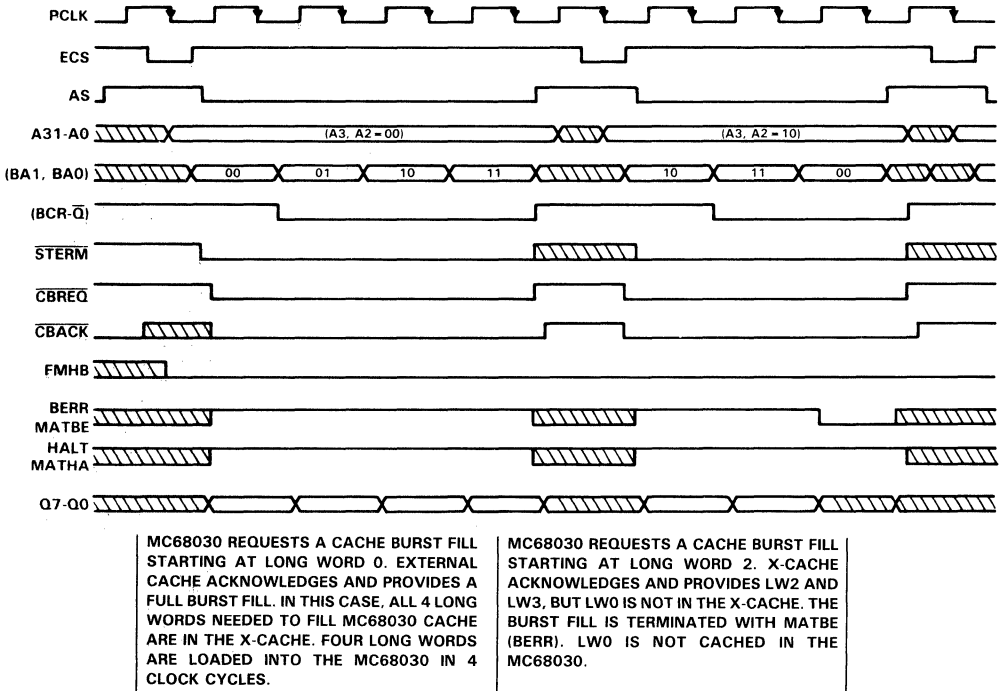 PCLK
ECS
AS
A31-A0
(A3, A2 = 00)
(A3, A2 = 10)
(BA1, BA0)
00
01
10
11
10
11
00
(BCR-Q̅)
S̅T̅E̅R̅M̅
C̅B̅R̅E̅Q̅
C̅B̅A̅C̅K̅
FMHB
BERR
MATBE
HALT
MATHA
Q7-Q0
MC68030 REQUESTS A CACHE BURST FILL
STARTING AT LONG WORD 0. EXTERNAL
CACHE ACKNOWLEDGES AND PROVIDES A
FULL BURST FILL. IN THIS CASE, ALL 4 LONG
WORDS NEEDED TO FILL MC68030 CACHE
ARE IN THE X-CACHE. FOUR LONG WORDS
ARE LOADED INTO THE MC68030 IN 4
CLOCK CYCLES.
MC68030 REQUESTS A CACHE BURST FILL
STARTING AT LONG WORD 2. X-CACHE
ACKNOWLEDGES AND PROVIDES LW2 AND
LW3, BUT LW0 IS NOT IN THE X-CACHE. THE
BURST FILL IS TERMINATED WITH MATBE
(BERR). LW0 IS NOT CACHED IN THE
MC68030.